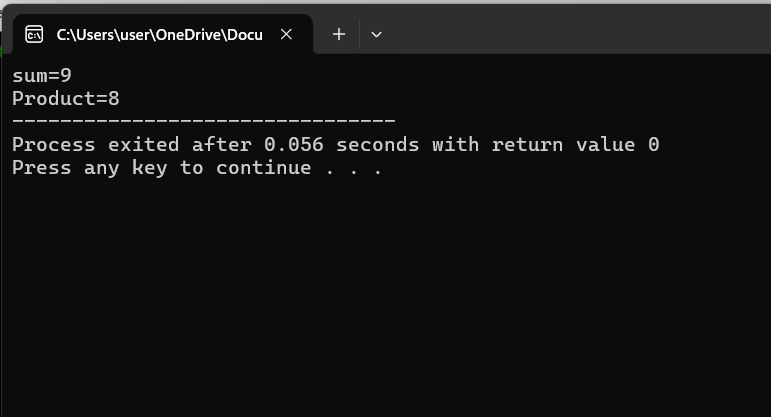 C:\Users\user\OneDrive\Docu
sum=9
Product=8
--------------------------------
Process exited after 0.056 seconds with return value 0
Press any key to continue . . .